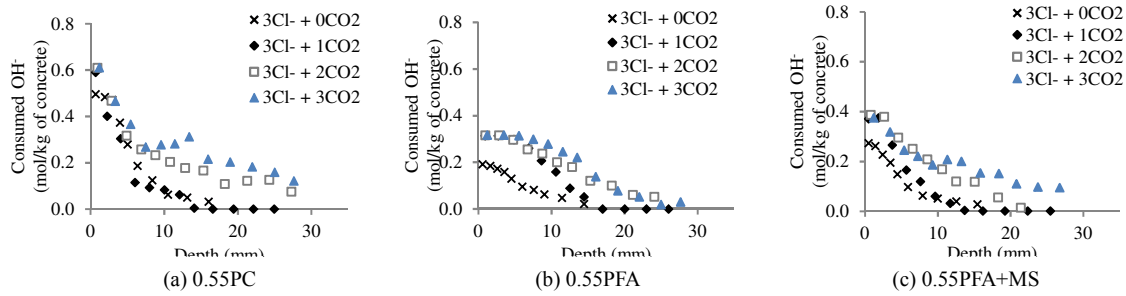 Consumed OH-
(mol/kg of concrete)
0.8
0.6
0.4
0.2
0.0
0
10
20
30
Depth (mm)
3Cl- + 0CO2
3Cl- + 1CO2
3Cl- + 2CO2
3Cl- + 3CO2
(a) 0.55PC
Consumed OH-
(mol/kg of concrete)
0.8
0.6
0.4
0.2
0.0
0
10
20
30
Depth (mm)
3Cl- + 0CO2
3Cl- + 1CO2
3Cl- + 2CO2
3Cl- + 3CO2
(b) 0.55PFA
Consumed OH-
(mol/kg of concrete)
0.8
0.6
0.4
0.2
0.0
0
10
20
30
Depth (mm)
3Cl- + 0CO2
3Cl- + 1CO2
3Cl- + 2CO2
3Cl- + 3CO2
(c) 0.55PFA+MS